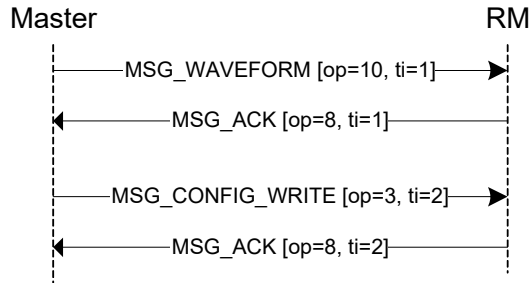 Master RM
MSG_WAVEFORM [op=10, ti=1]
MSG_ACK [op=8, ti=1]
MSG_CONFIG_WRITE [op=3, ti=2]
MSG_ACK [op=8, ti=2]